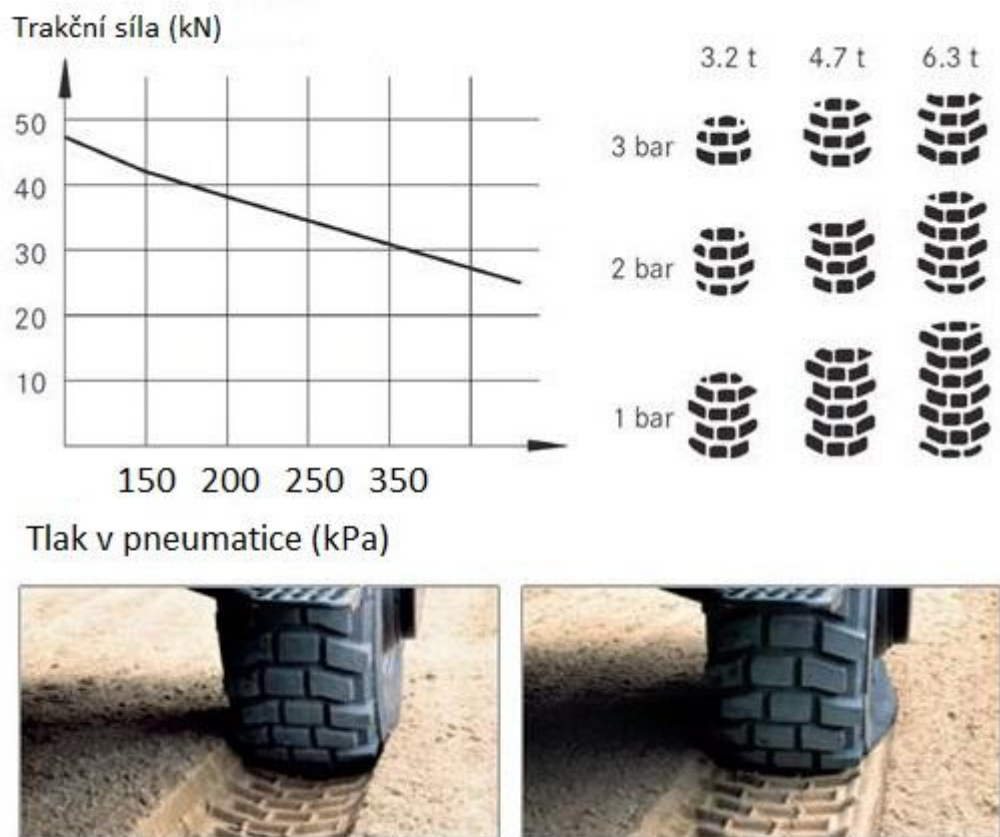 Trakční síla (kN)
50
40
30
20
10
150 200 250 350
Tlak v pneumatice (kPa)
3.2 t 4.7 t 6.3 t
3 bar
2 bar
1 bar